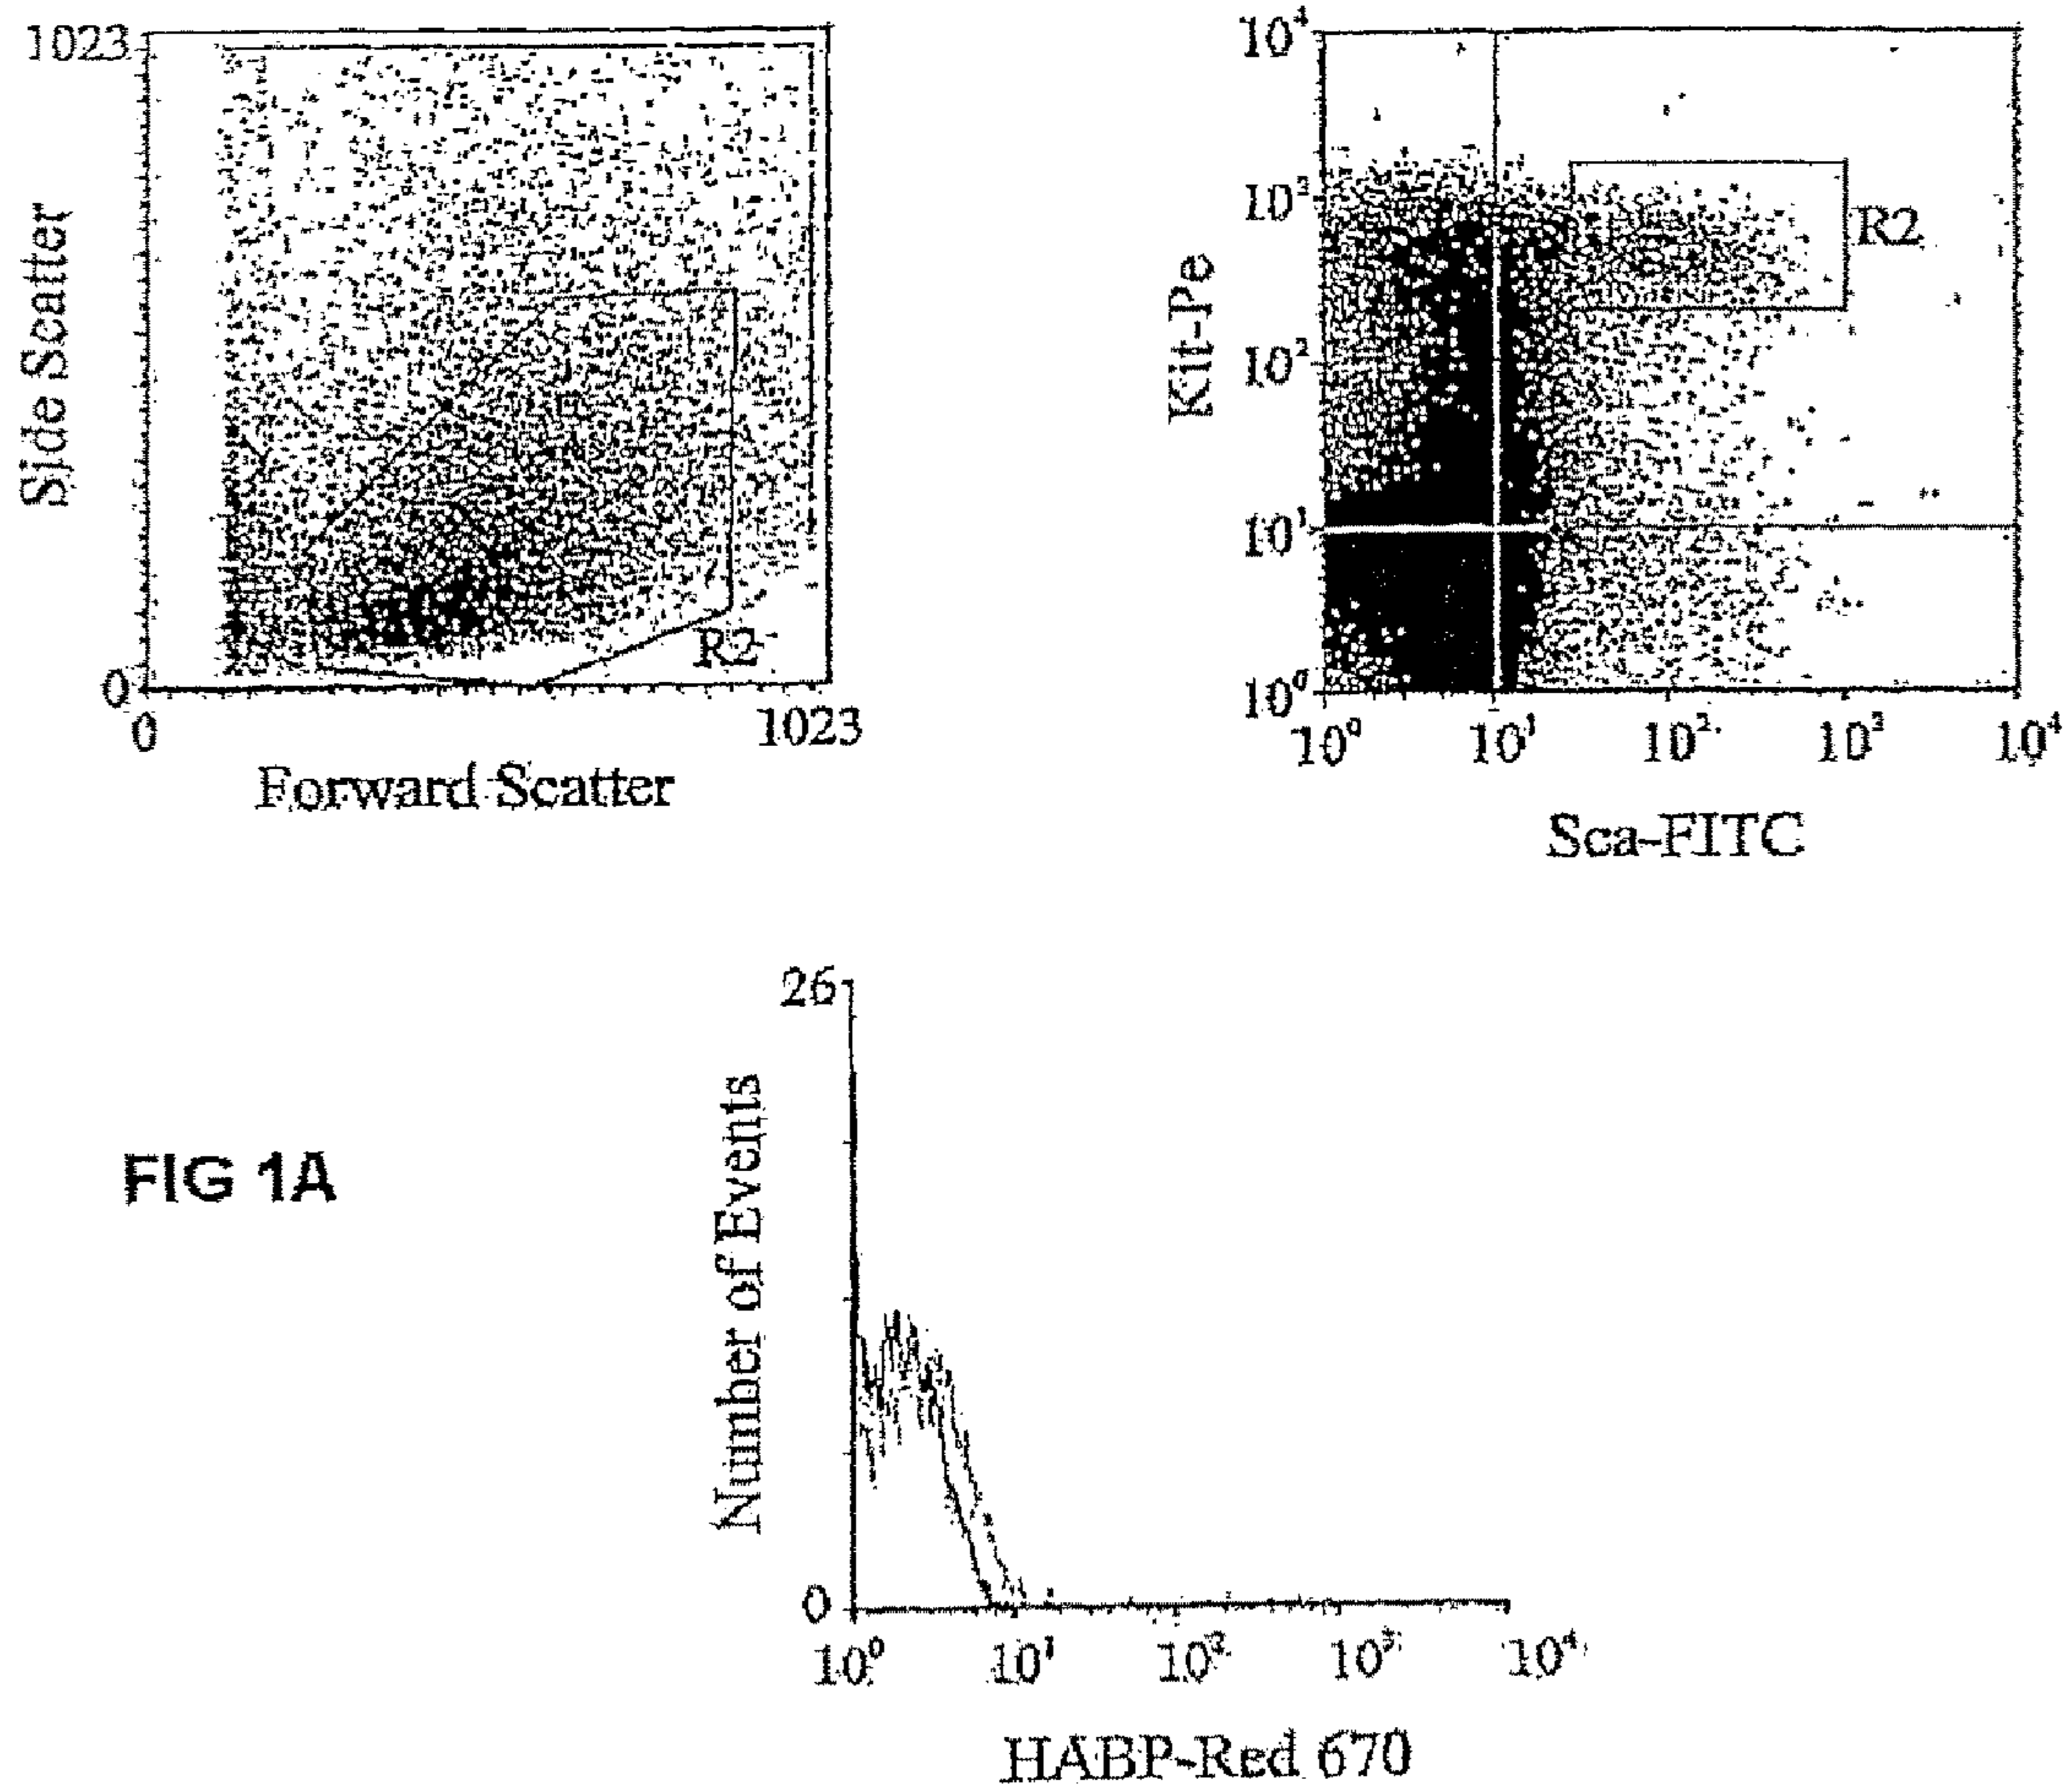 1023
Side Scatter
R2
0
0
1023
Forward Scatter
10⁴
10³
Kit-Pe
R2
10²
10¹
10⁰
10⁰ 10¹ 10² 10³ 10⁴
Sca-FITC
26
Number of Events
FIG 1A
0
10⁰ 10¹ 10² 10³ 10⁴
HABP-Red 670